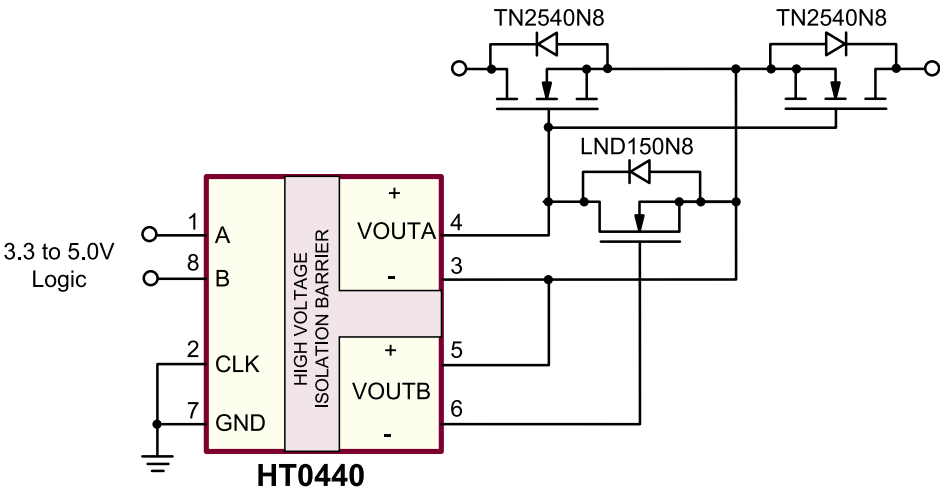 TN2540N8
TN2540N8
LND150N8
3.3 to 5.0V
Logic
1
A
8
B
2
CLK
7
GND
HIGH VOLTAGE
ISOLATION BARRIER
+
VOUTA
-
4
3
+
VOUTB
-
5
6
HT0440